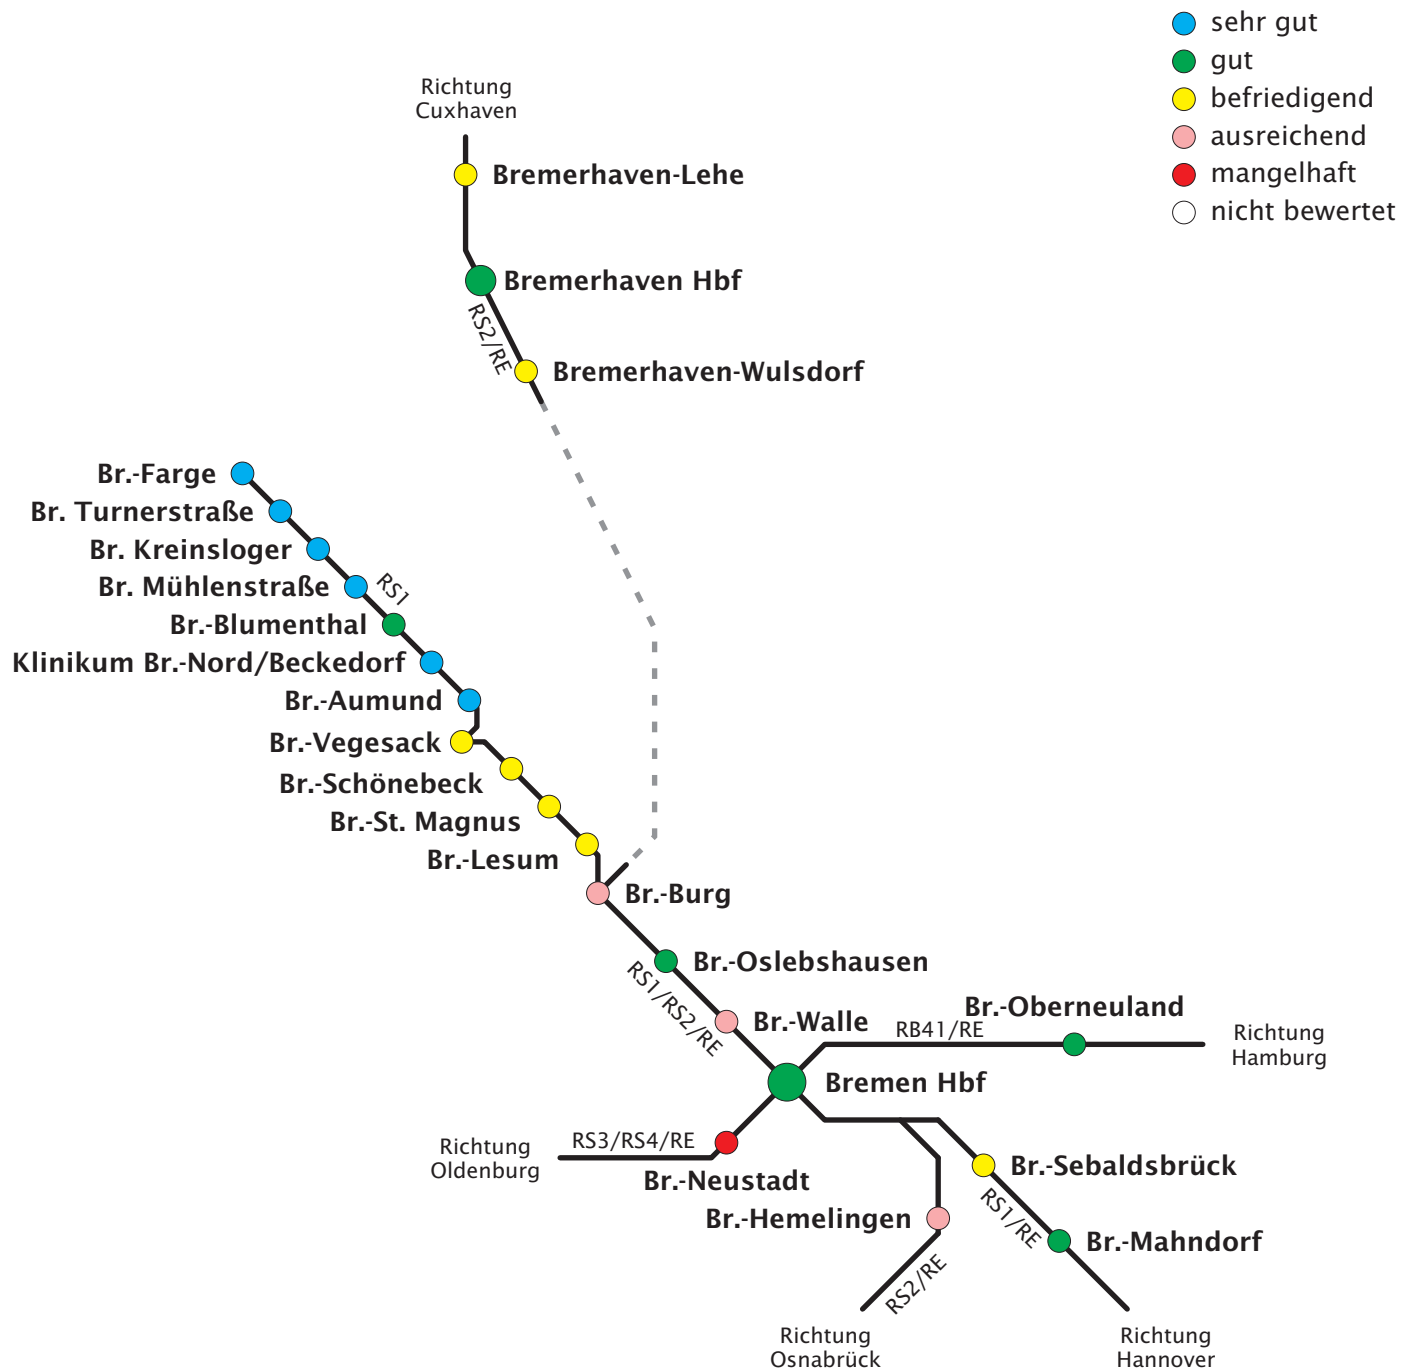 sehr gut
gut
befriedigend
ausreichend
mangelhaft
nicht bewertet
Richtung
Cuxhaven
Bremerhaven-Lehe
Bremerhaven Hbf
RS2/RE
Bremerhaven-Wulsdorf
Br.-Farge
Br. Turnerstraße
Br. Kreinsloger
Br. Mühlenstraße
RS1
Br.-Blumenthal
Klinikum Br.-Nord/Beckedorf
Br.-Aumund
Br.-Vegesack
Br.-Schönebeck
Br.-St. Magnus
Br.-Lesum
Br.-Burg
Br.-Oslebshausen
RS1/RS2/RE
Br.-Walle
Br.-Oberneuland
RB41/RE
Richtung
Hamburg
Bremen Hbf
RS3/RS4/RE
Richtung
Oldenburg
Br.-Neustadt
Br.-Sebaldsbrück
Br.-Hemelingen
RS1/RE
Br.-Mahndorf
RS2/RE
Richtung
Osnabrück
Richtung
Hannover